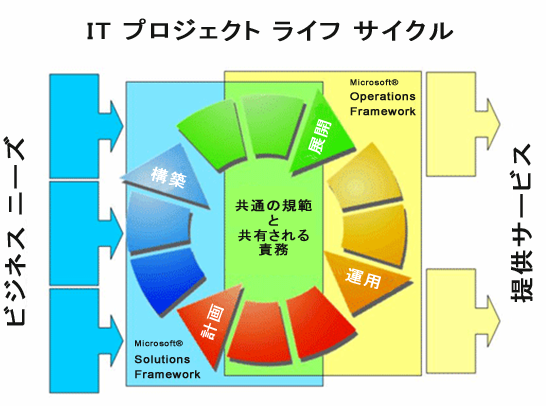 IT プロジェクト ライフ サイクル
Microsoft®
Operations
Framework
ビジネス ニーズ
構築
展開
共通の規範
と
共有される
責務
運用
計画
提供サービス
Microsoft®
Solutions
Framework